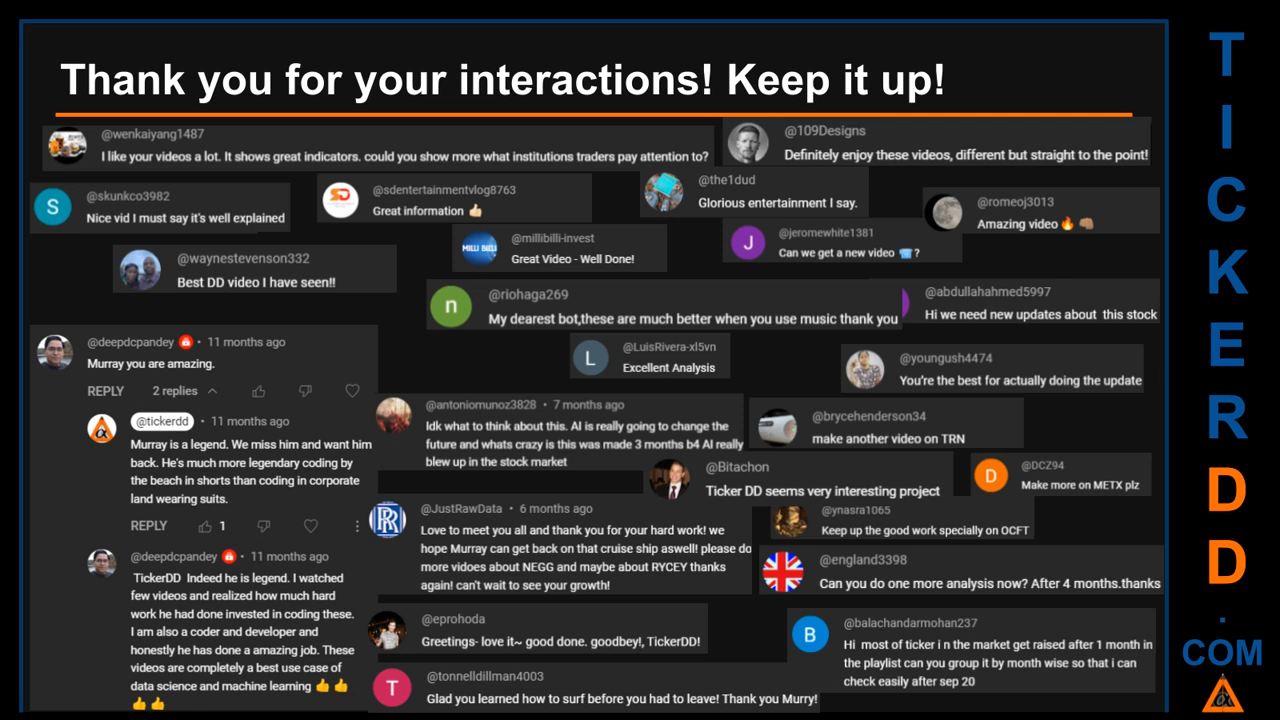 Thank you for your interactions! Keep it up!
@wenkaiyang1487
I like your videos a lot. It shows great indicators. could you show more what institutions traders pay attention to?
@109Designs
Definitely enjoy these videos, different but straight to the point!
S
@skunkco3982
Nice vid I must say it's well explained
@sdentertainmentvlog8763
Great information 👍🏻
@the1dud
Glorious entertainment I say.
@romeoj3013
Amazing video 🔥 👊🏽
MILLI BILLI
@millibilli-invest
Great Video - Well Done!
J
@jeromewhite1381
Can we get a new video ?
@waynestevenson332
Best DD video I have seen!!
n
@riohaga269
My dearest bot,these are much better when you use music thank you
@abdullahahmed5997
Hi we need new updates about this stock
L
@LuisRivera-xl5vn
Excellent Analysis
@youngush4474
You're the best for actually doing the update
@deepdcpandey • 11 months ago
Murray you are amazing.
REPLY 2 replies
@tickerdd • 11 months ago
Murray is a legend. We miss him and want him
back. He's much more legendary coding by
the beach in shorts than coding in corporate
land wearing suits.
REPLY 1
@deepdcpandey • 11 months ago
TickerDD Indeed he is legend. I watched
few videos and realized how much hard
work he had done invested in coding these.
I am also a coder and developer and
honestly he has done a amazing job. These
videos are completely a best use case of
data science and machine learning 👍 👍
👍 👍
@antoniomunoz3828 • 7 months ago
Idk what to think about this. AI is really going to change the
future and whats crazy is this was made 3 months b4 AI really
blew up in the stock market
@brycehenderson34
make another video on TRN
@Bitachon
Ticker DD seems very interesting project
D
@DCZ94
Make more on METX plz
@JustRawData • 6 months ago
Love to meet you all and thank you for your hard work! we
hope Murray can get back on that cruise ship aswell! please do
more vidoes about NEGG and maybe about RYCEY thanks
again! can't wait to see your growth!
@ynasra1065
Keep up the good work specially on OCFT
@england3398
Can you do one more analysis now? After 4 months.thanks
@eprohoda
Greetings- love it~ good done. goodbey!, TickerDD!
B
@balachandarmohan237
Hi most of ticker i n the market get raised after 1 month in
the playlist can you group it by month wise so that i can
check easily after sep 20
T
@tonnelldillman4003
Glad you learned how to surf before you had to leave! Thank you Murry!
T
I
C
K
E
R
D
D
.
COM